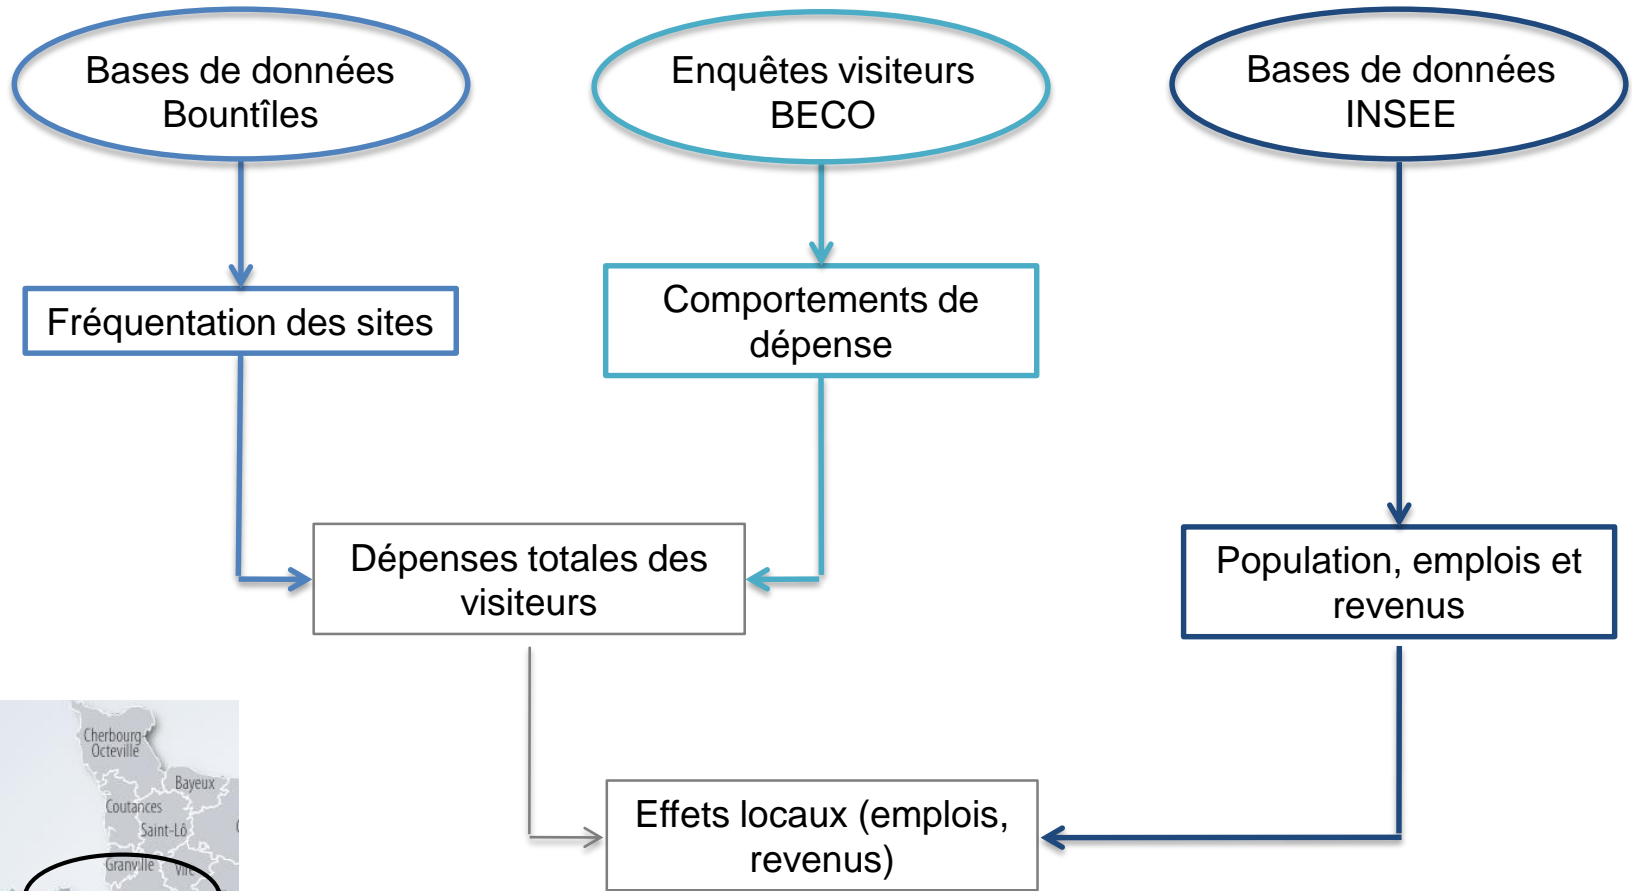 Bases de données
Bountîles
Enquêtes visiteurs
BECO
Bases de données
INSEE
Fréquentation des sites
Comportements de
dépense
Dépenses totales des
visiteurs
Population, emplois et
revenus
Effets locaux (emplois,
revenus)
Cherbourg-
Octeville
Bayeux
Coutances
Saint-Lô
Granville
Vire